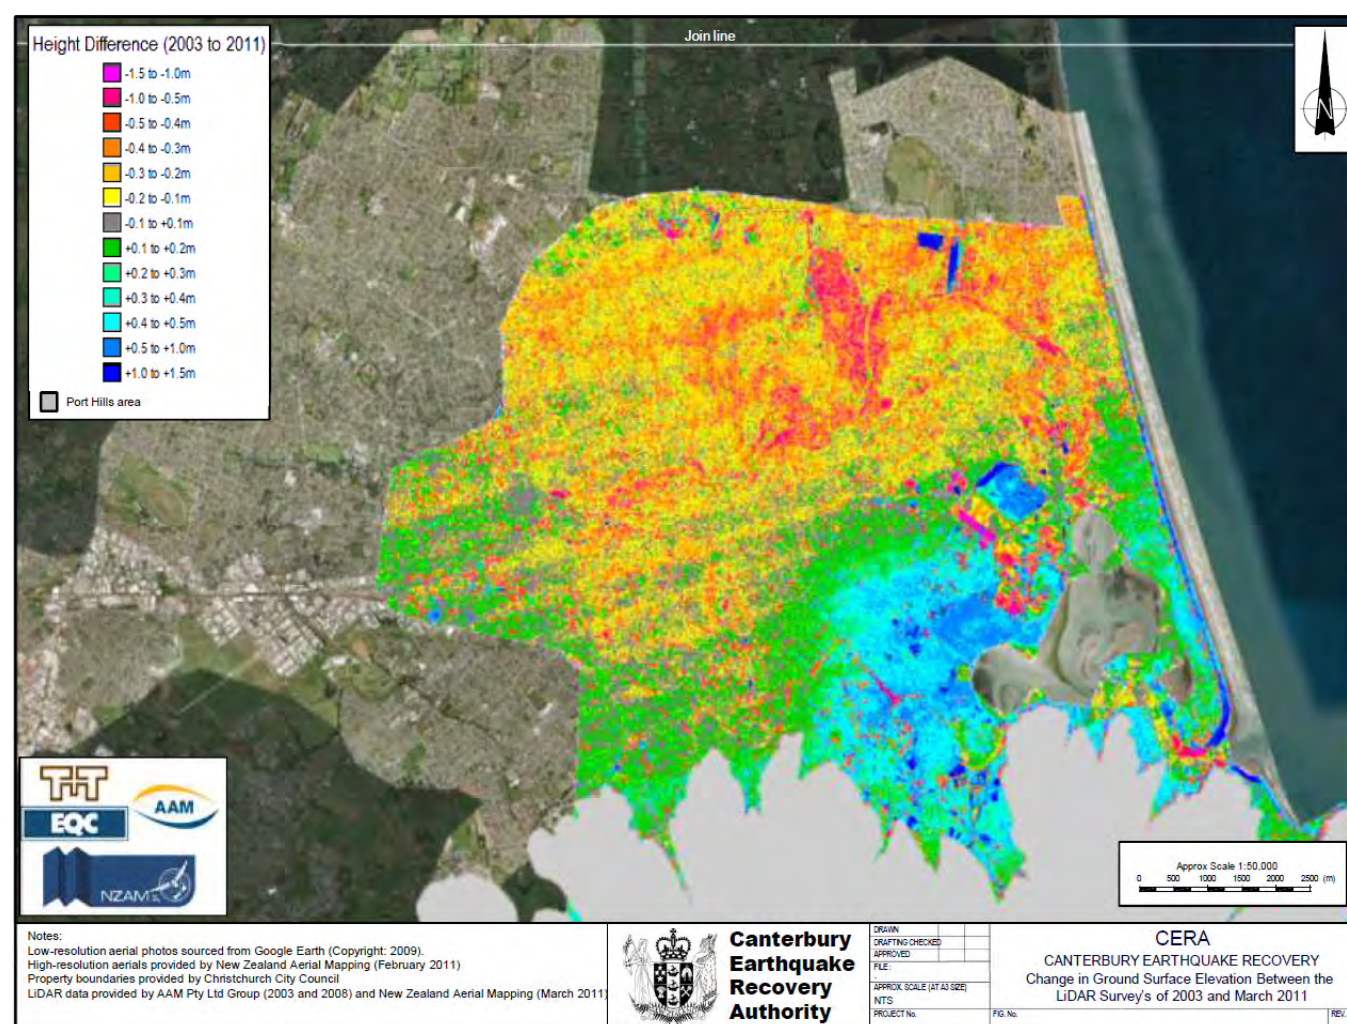 Join line
Height Difference (2003 to 2011)
-1.5 to -1.0m
-1.0 to -0.5m
-0.5 to -0.4m
-0.4 to -0.3m
-0.3 to -0.2m
-0.2 to -0.1m
-0.1 to +0.1m
+0.1 to +0.2m
+0.2 to +0.3m
+0.3 to +0.4m
+0.4 to +0.5m
+0.5 to +1.0m
+1.0 to +1.5m
Port Hills area
N
T+T
EQC
AAM
NZAM
Approx Scale 1:50,000
0 500 1000 1500 2000 2500 (m)
Notes:
Low-resolution aerial photos sourced from Google Earth (Copyright: 2009).
High-resolution aerials provided by New Zealand Aerial Mapping (February 2011)
Property boundaries provided by Christchurch City Council
LiDAR data provided by AAM Pty Ltd Group (2003 and 2008) and New Zealand Aerial Mapping (March 2011)
Canterbury
Earthquake
Recovery
Authority
DRAWN
DRAFTING CHECKED
APPROVED
FILE:
APPROX. SCALE (AT A3 SIZE)
NTS
PROJECT No.
CERA
CANTERBURY EARTHQUAKE RECOVERY
Change in Ground Surface Elevation Between the
LiDAR Survey's of 2003 and March 2011
FIG. No.
REV.